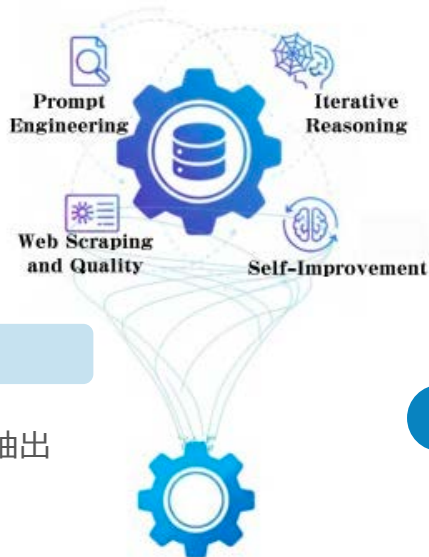 Prompt
Engineering
Iterative
Reasoning
Web Scraping
and Quality
Self-Improvement
抽出